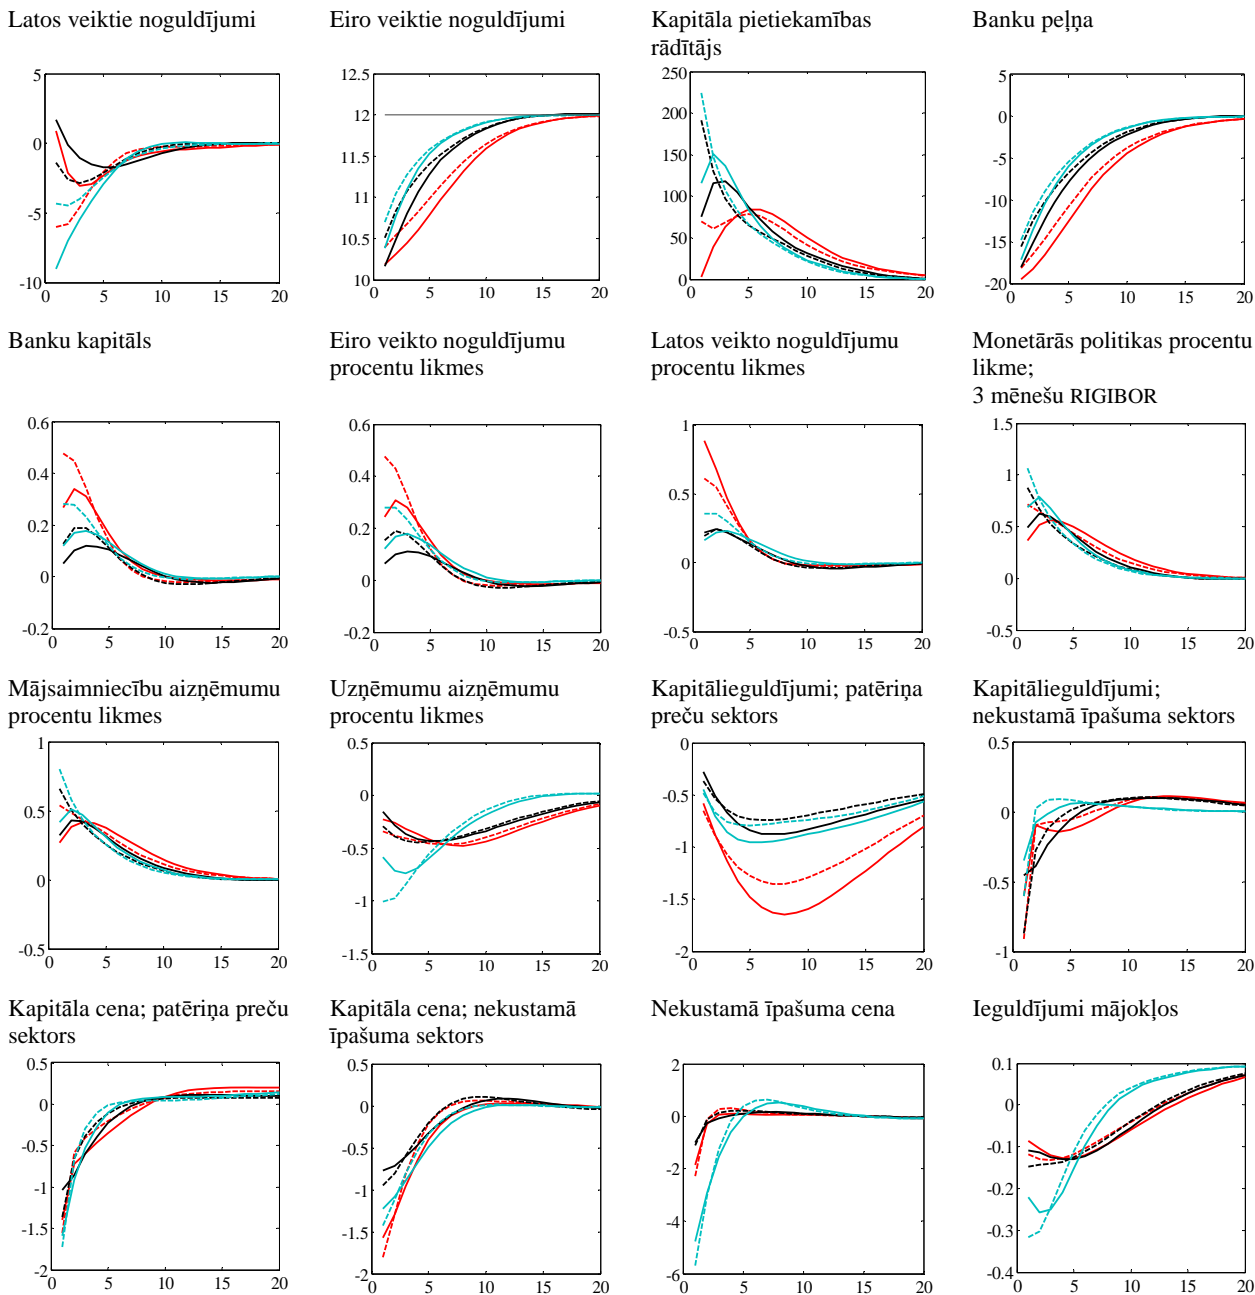 Latos veiktie noguldījumi
Eiro veiktie noguldījumi
Kapitāla pietiekamības
rādītājs
Banku peļņa
5
0
-5
-10
0 5 10 15 20
12.5
12
11.5
11
10.5
10
0 5 10 15 20
250
200
150
100
50
0
0 5 10 15 20
5
0
-5
-10
-15
-20
0 5 10 15 20
Banku kapitāls
Eiro veikto noguldījumu
procentu likmes
Latos veikto noguldījumu
procentu likmes
Monetārās politikas procentu
likme;
3 mēnešu RIGIBOR
0.6
0.4
0.2
0
-0.2
0 5 10 15 20
0.6
0.4
0.2
0
-0.2
0 5 10 15 20
1
0.5
0
-0.5
0 5 10 15 20
1.5
1
0.5
0
-0.5
0 5 10 15 20
Mājsaimniecību aizņēmumu
procentu likmes
Uzņēmumu aizņēmumu
procentu likmes
Kapitālieguldījumi; patēriņa
preču sektors
Kapitālieguldījumi;
nekustamā īpašuma sektors
1
0.5
0
-0.5
0 5 10 15 20
0.5
0
-0.5
-1
-1.5
0 5 10 15 20
0
-0.5
-1
-1.5
-2
0 5 10 15 20
0.5
0
-0.5
-1
0 5 10 15 20
Kapitāla cena; patēriņa preču
sektors
Kapitāla cena; nekustamā
īpašuma sektors
Nekustamā īpašuma cena
Ieguldījumi mājokļos
0.5
0
-0.5
-1
-1.5
-2
0 5 10 15 20
0.5
0
-0.5
-1
-1.5
-2
0 5 10 15 20
2
0
-2
-4
-6
0 5 10 15 20
0.1
0
-0.1
-0.2
-0.3
-0.4
0 5 10 15 20